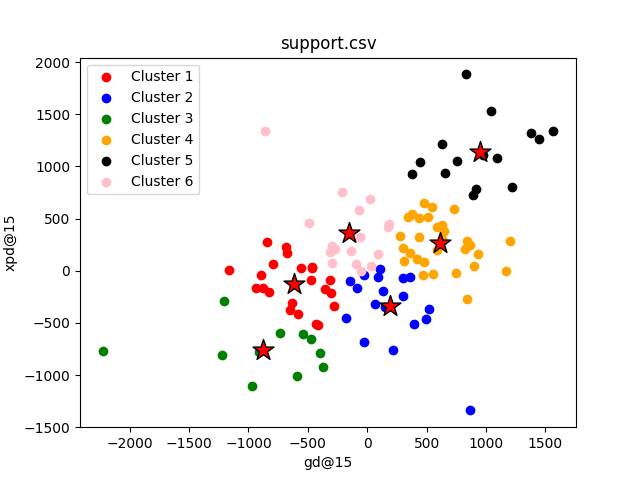 support.csv
Cluster 1
Cluster 2
Cluster 3
Cluster 4
Cluster 5
Cluster 6
xpd@15
2000
1500
1000
500
0
−500
−1000
−1500
−2000 −1500 −1000 −500 0 500 1000 1500
gd@15